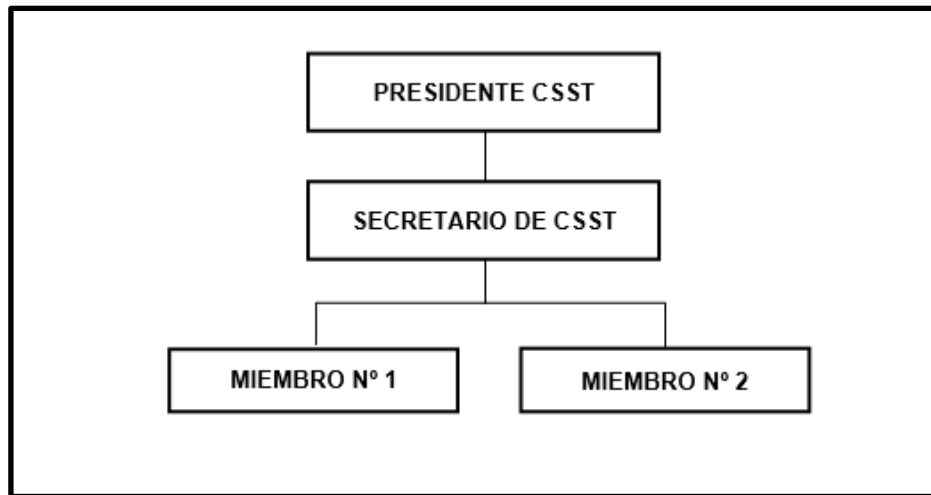 PRESIDENTE CSST
SECRETARIO DE CSST
MIEMBRO Nº 1
MIEMBRO Nº 2